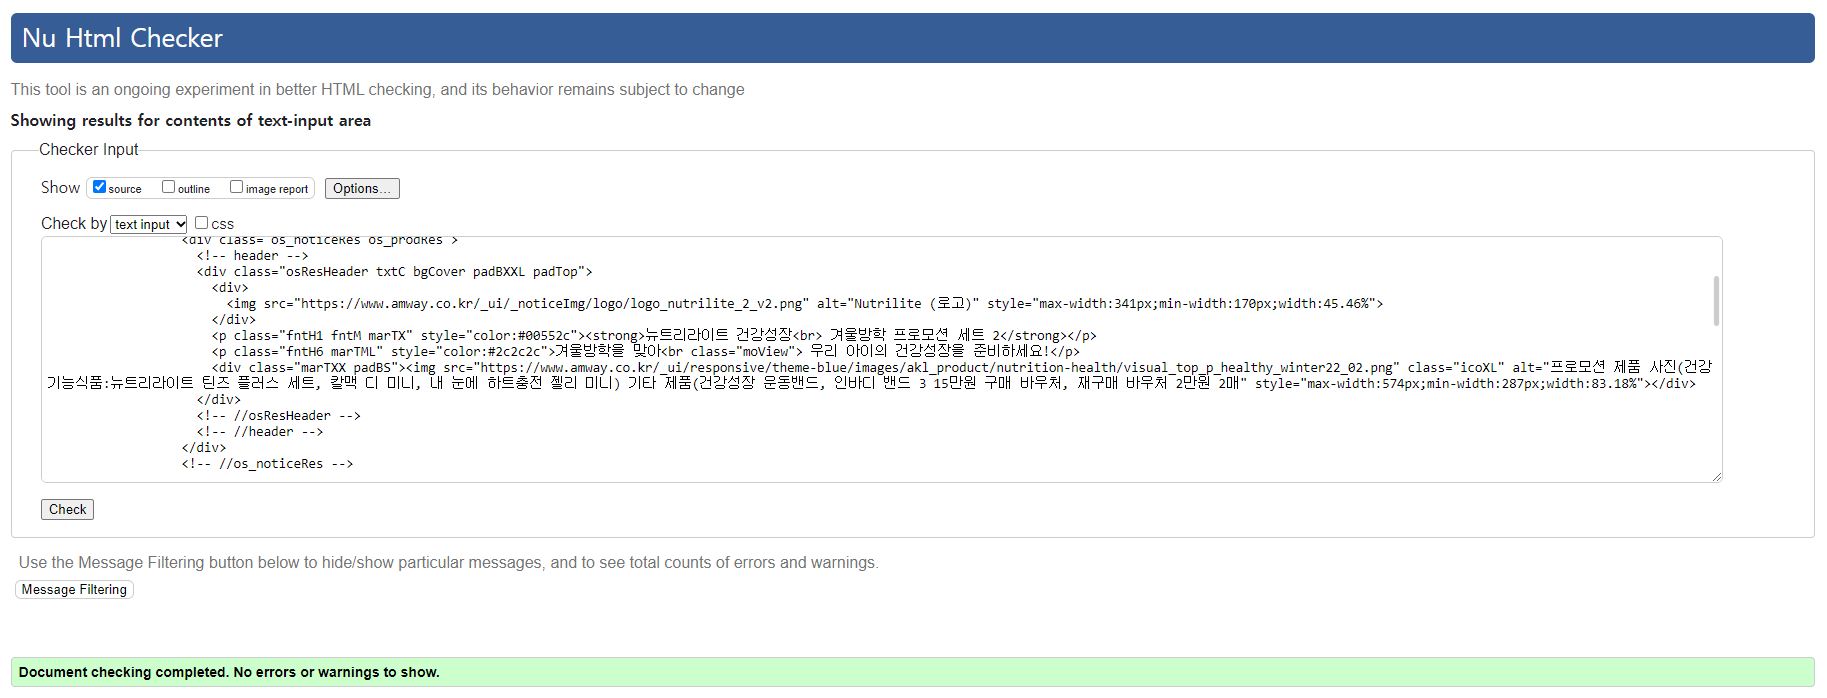 Nu Html Checker
This tool is an ongoing experiment in better HTML checking, and its behavior remains subject to change
Showing results for contents of text-input area
Checker Input
Show source outline image report Options...
Check by text input css
<div class="os_noticeRes os_prodRes">
<!-- header -->
<div class="osResHeader txtC bgCover padBXXL padTop">
<div>
<img src="https://www.amway.co.kr/_ui/_noticeImg/logo/logo_nutrilite_2_v2.png" alt="Nutrilite (로고)" style="max-width:341px;min-width:170px;width:45.46%">
</div>
<p class="fntH1 fntM marTX" style="color:#00552c"><strong>뉴트리라이트 건강성장<br> 겨울방학 프로모션 세트 2</strong></p>
<p class="fntH6 marTML" style="color:#2c2c2c">겨울방학을 맞아<br class="moView"> 우리 아이의 건강성장을 준비하세요!</p>
<div class="marTXX padBS"><img src="https://www.amway.co.kr/_ui/responsive/theme-blue/images/akl_product/nutrition-health/visual_top_p_healthy_winter22_02.png" class="icoXL" alt="프로모션 제품 사진(건강
기능식품:뉴트리라이트 틴즈 플러스 세트, 칼맥 디 미니, 내 눈에 하트충전 젤리 미니) 기타 제품(건강성장 운동밴드, 인바디 밴드 3 15만원 구매 바우처, 재구매 바우처 2만원 2매" style="max-width:574px;min-width:287px;width:83.18%"></div>
</div>
<!-- //osResHeader -->
<!-- //header -->
</div>
<!-- //os_noticeRes -->
Check
Use the Message Filtering button below to hide/show particular messages, and to see total counts of errors and warnings.
Message Filtering
Document checking completed. No errors or warnings to show.